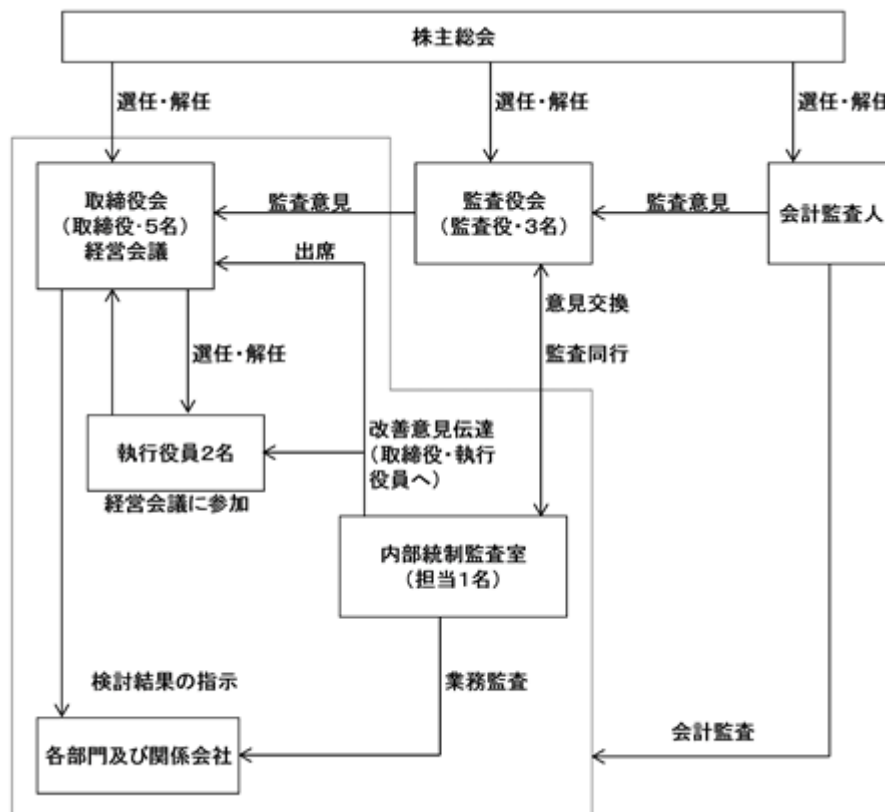 株主総会
選任・解任
選任・解任
選任・解任
取締役会
（取締役・5名）
経営会議
監査意見
監査役会
（監査役・3名）
監査意見
会計監査人
出席
意見交換
監査同行
選任・解任
執行役員２名
経営会議に参加
改善意見伝達
（取締役・執行
役員へ）
内部統制監査室
（担当１名）
検討結果の指示
業務監査
各部門及び関係会社
会計監査